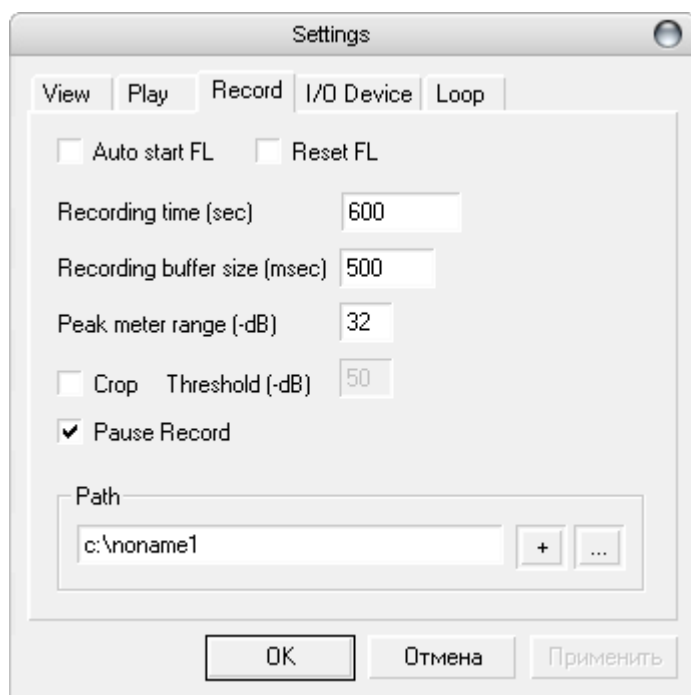 Settings
View Play Record I/O Device Loop
Auto start FL Reset FL
Recording time (sec) 600
Recording buffer size (msec) 500
Peak meter range (-dB) 32
Crop Threshold (-dB) 50
Pause Record
Path
c:\noname1 + ...
OK Отмена Применить